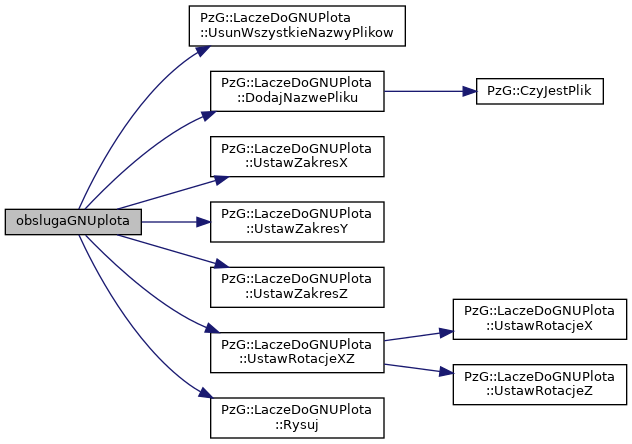 PzG::LaczeDoGNUPlota
::UsunWszystkieNazwyPlikow
PzG::LaczeDoGNUPlota
::DodajNazwePliku
PzG::CzyJestPlik
PzG::LaczeDoGNUPlota
::UstawZakresX
obslugaGNUplota
PzG::LaczeDoGNUPlota
::UstawZakresY
PzG::LaczeDoGNUPlota
::UstawZakresZ
PzG::LaczeDoGNUPlota
::UstawRotacjeXZ
PzG::LaczeDoGNUPlota
::UstawRotacjeX
PzG::LaczeDoGNUPlota
::UstawRotacjeZ
PzG::LaczeDoGNUPlota
::Rysuj